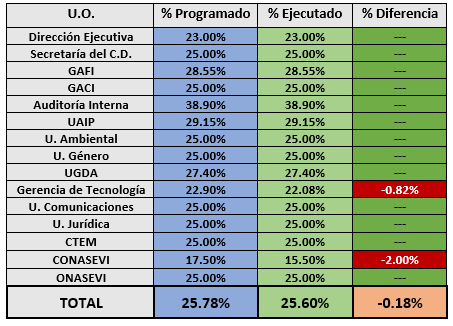 U.O. % Programado % Ejecutado % Diferencia
Dirección Ejecutiva 23.00% 23.00% ---
Secretaría del C.D. 25.00% 25.00% ---
GAFI 28.55% 28.55% ---
GACI 25.00% 25.00% ---
Auditoría Interna 38.90% 38.90% ---
UAIP 29.15% 29.15% ---
U. Ambiental 25.00% 25.00% ---
U. Género 25.00% 25.00% ---
UGDA 27.40% 27.40% ---
Gerencia de Tecnología 22.90% 22.08% -0.82%
U. Comunicaciones 25.00% 25.00% ---
U. Jurídica 25.00% 25.00% ---
CTEM 25.00% 25.00% ---
CONASEVI 17.50% 15.50% -2.00%
ONASEVI 25.00% 25.00% ---
TOTAL 25.78% 25.60% -0.18%